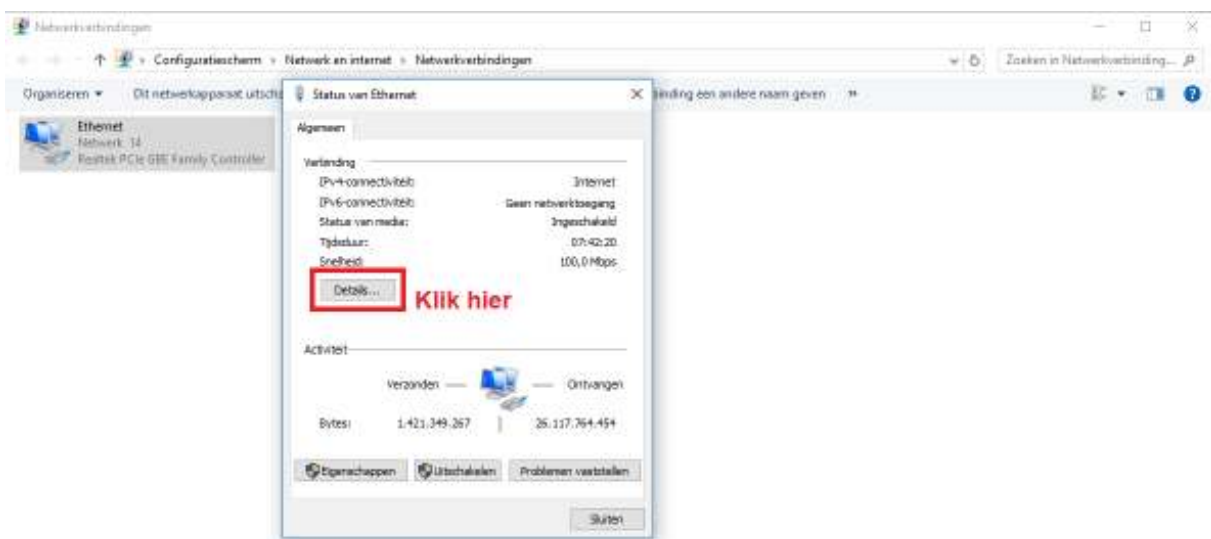 Netwerkverbindingen
Configuratiescherm > Netwerk en internet > Netwerkverbindingen
Zoeken in Netwerkverbinding...
Organiseren
Dit netwerkapparaat uitscha
binding een andere naam geven »
Ethernet
Netwerk 14
Realtek PCIe GBE Family Controller
Status van Ethernet
Algemeen
Verbinding
IPv4-connectiviteit: Internet
IPv6-connectiviteit: Geen netwerktoegang
Status van media: Ingeschakeld
Tijdsduur: 07:42:20
Snelheid: 100,0 Mbps
Details...
Klik hier
Activiteit
Verzonden — — Ontvangen
Bytes: 1.421.349.267 | 26.117.764.454
Eigenschappen Uitschakelen Problemen vaststellen
Sluiten